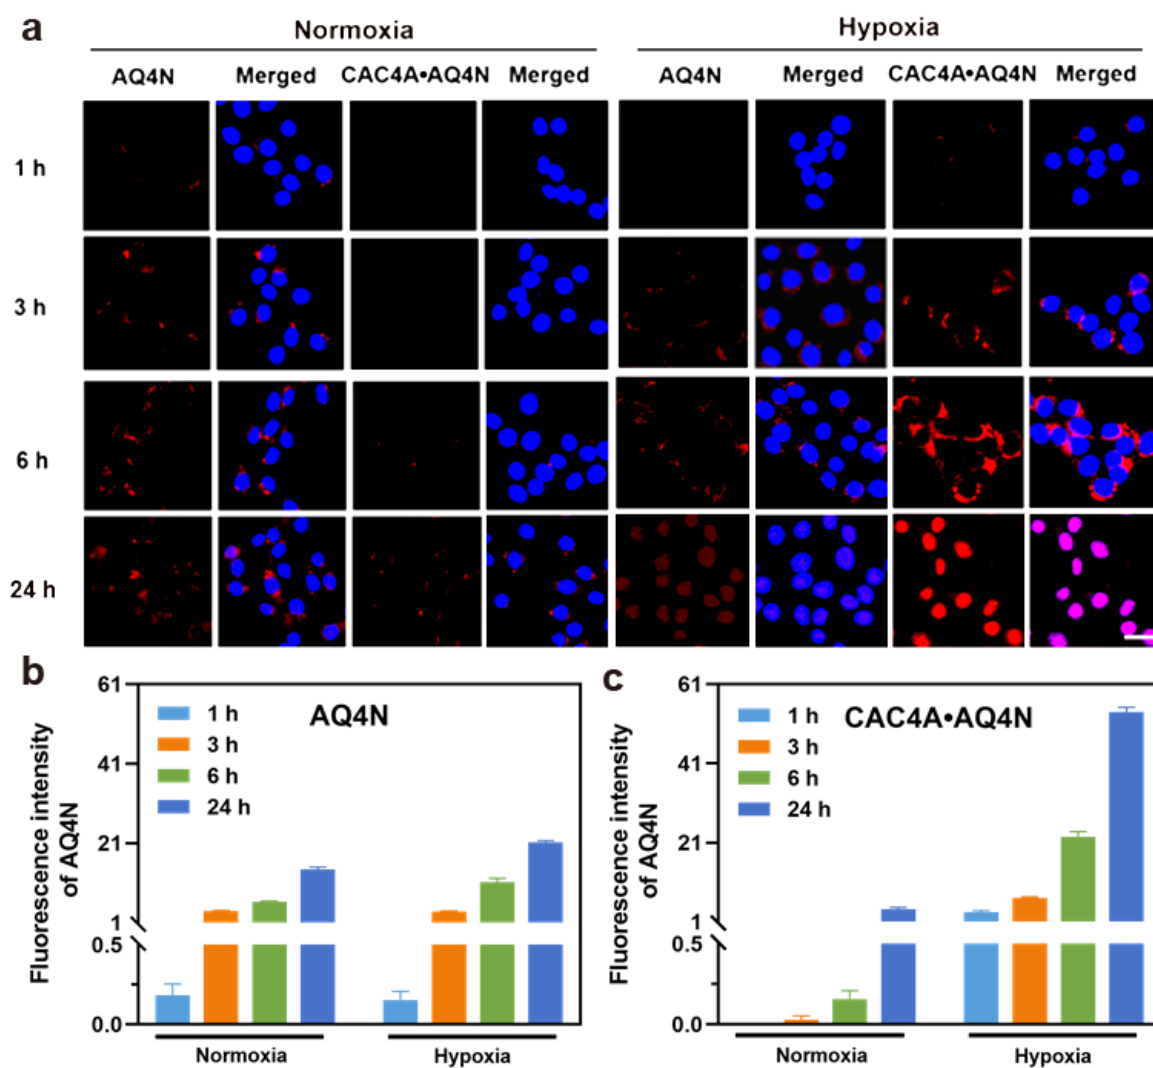 a
Normoxia
Hypoxia
AQ4N
Merged
CAC4A•AQ4N
Merged
AQ4N
Merged
CAC4A•AQ4N
Merged
1 h
3 h
6 h
24 h
b
61
41
21
1
0.5
0.0
Fluorescence intensity
of AQ4N
AQ4N
1 h
3 h
6 h
24 h
Normoxia
Hypoxia
c
61
41
21
1
0.5
0.0
Fluorescence intensity
of AQ4N
CAC4A•AQ4N
1 h
3 h
6 h
24 h
Normoxia
Hypoxia